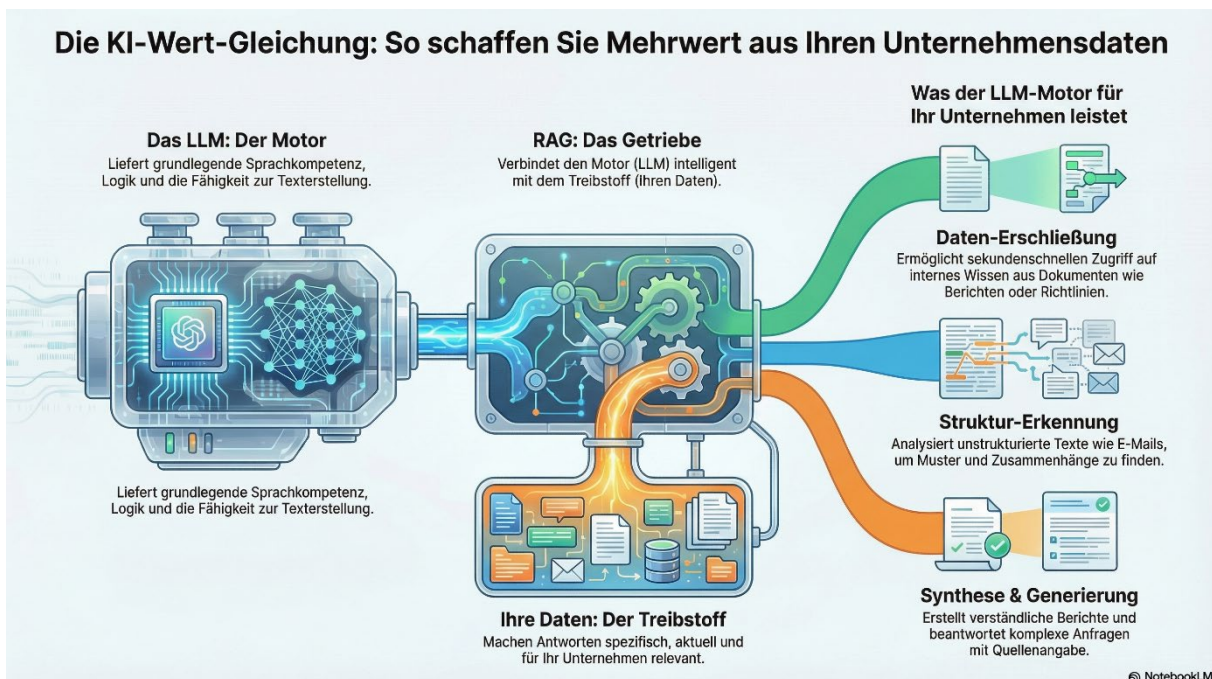 Die KI-Wert-Gleichung: So schaffen Sie Mehrwert aus Ihren Unternehmensdaten
Das LLM: Der Motor
Liefert grundlegende Sprachkompetenz,
Logik und die Fähigkeit zur Texterstellung.
Liefert grundlegende Sprachkompetenz,
Logik und die Fähigkeit zur Texterstellung.
RAG: Das Getriebe
Verbindet den Motor (LLM) intelligent
mit dem Treibstoff (Ihren Daten).
Ihre Daten: Der Treibstoff
Machen Antworten spezifisch, aktuell und
für Ihr Unternehmen relevant.
Was der LLM-Motor für
Ihr Unternehmen leistet
Daten-Erschließung
Ermöglicht sekundenschnellen Zugriff auf
internes Wissen aus Dokumenten wie
Berichten oder Richtlinien.
Struktur-Erkennung
Analysiert unstrukturierte Texte wie E-Mails,
um Muster und Zusammenhänge zu finden.
Synthese & Generierung
Erstellt verständliche Berichte und
beantwortet komplexe Anfragen
mit Quellenangabe.
NotebookLM